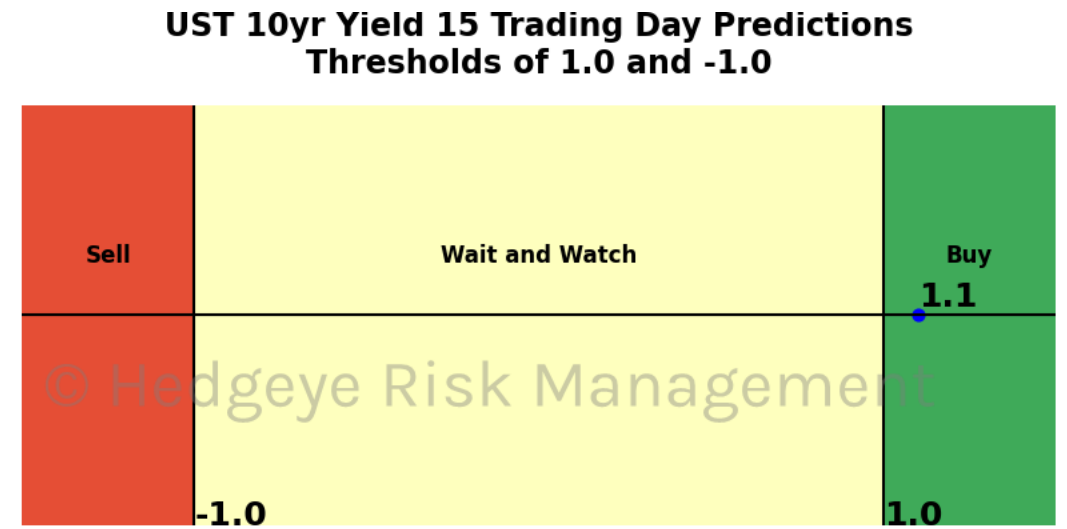 UST 10yr Yield 15 Trading Day Predictions
Thresholds of 1.0 and -1.0
Sell
Wait and Watch
Buy
1.1
© Hedgeye Risk Management
-1.0
1.0